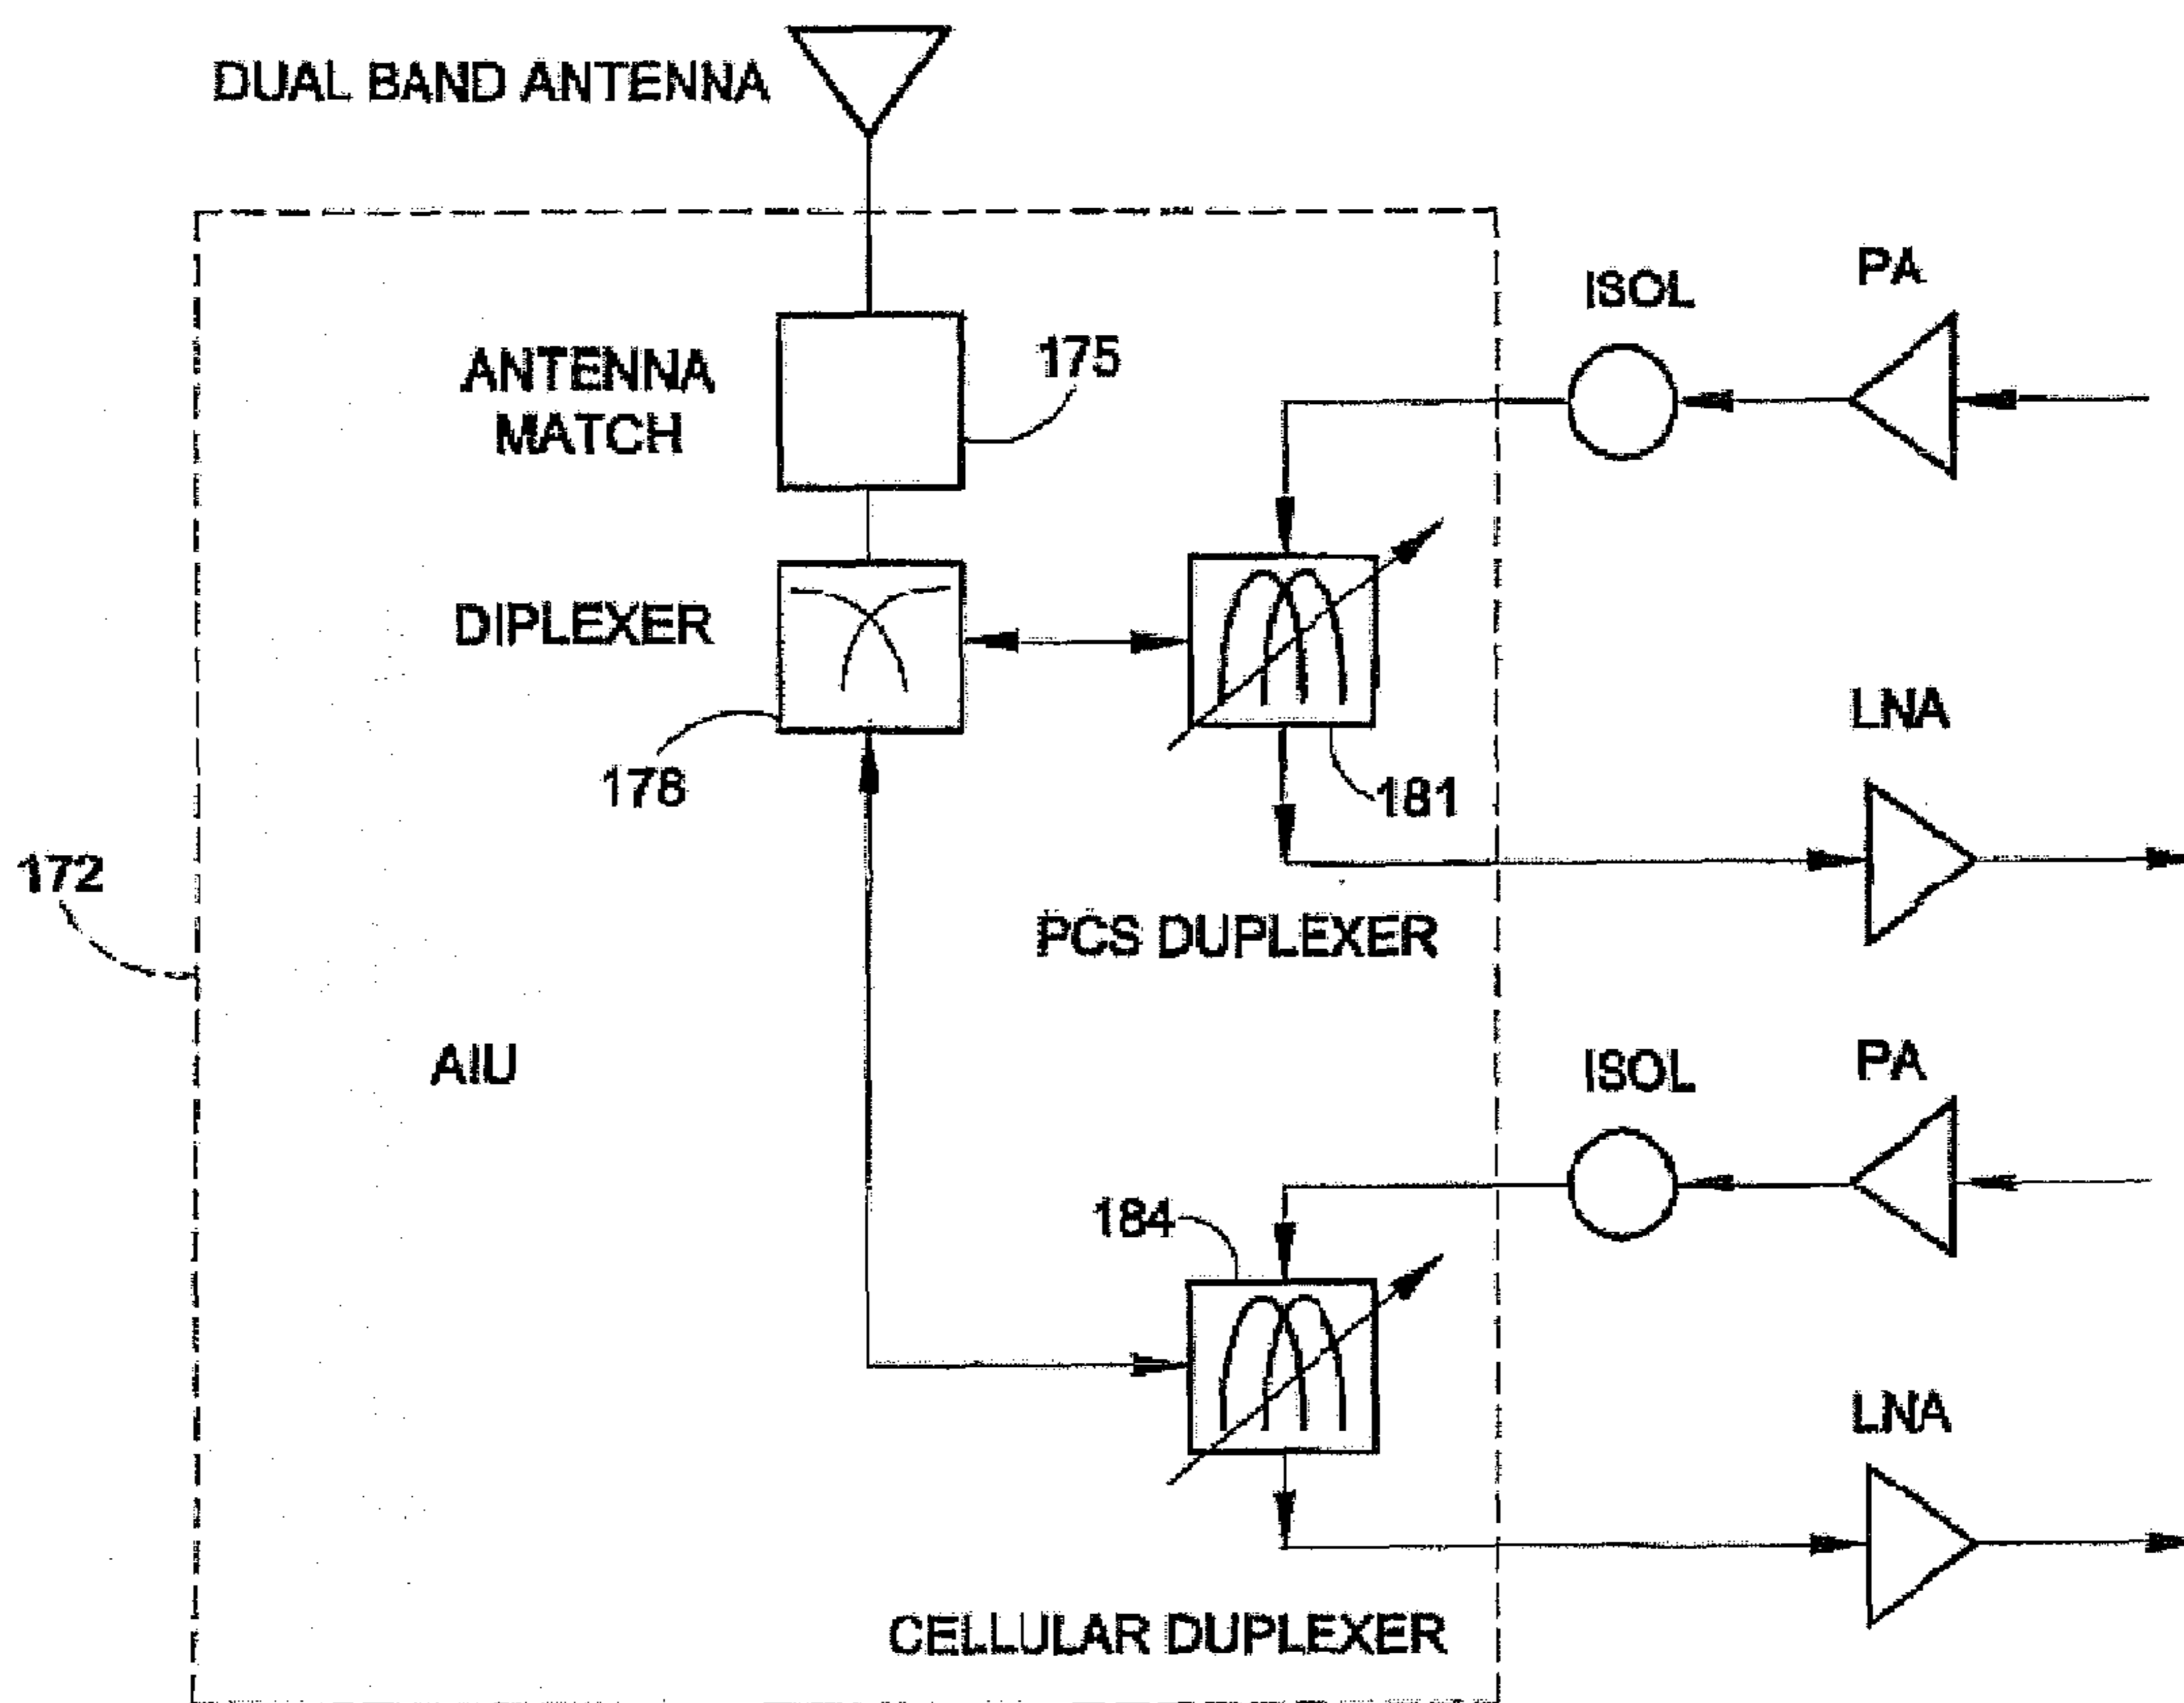 DUAL BAND ANTENNA
ISOL
PA
ANTENNA
MATCH
175
DIPLEXER
178
181
LNA
172
PCS DUPLEXER
AIU
ISOL
PA
184
LNA
CELLULAR DUPLEXER